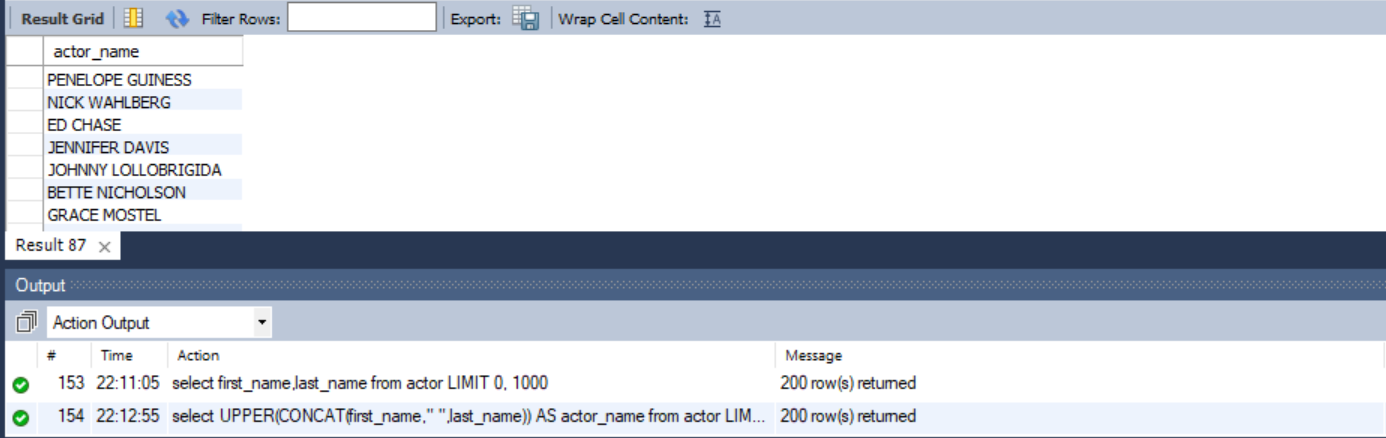 Result Grid Filter Rows: Export: Wrap Cell Content: IA
actor_name
PENELOPE GUINESS
NICK WAHLBERG
ED CHASE
JENNIFER DAVIS
JOHNNY LOLLOBRIGIDA
BETTE NICHOLSON
GRACE MOSTEL
Result 87 ×
Output
Action Output
# Time Action Message
153 22:11:05 select first_name,last_name from actor LIMIT 0, 1000 200 row(s) returned
154 22:12:55 select UPPER(CONCAT(first_name," ",last_name)) AS actor_name from actor LIM... 200 row(s) returned